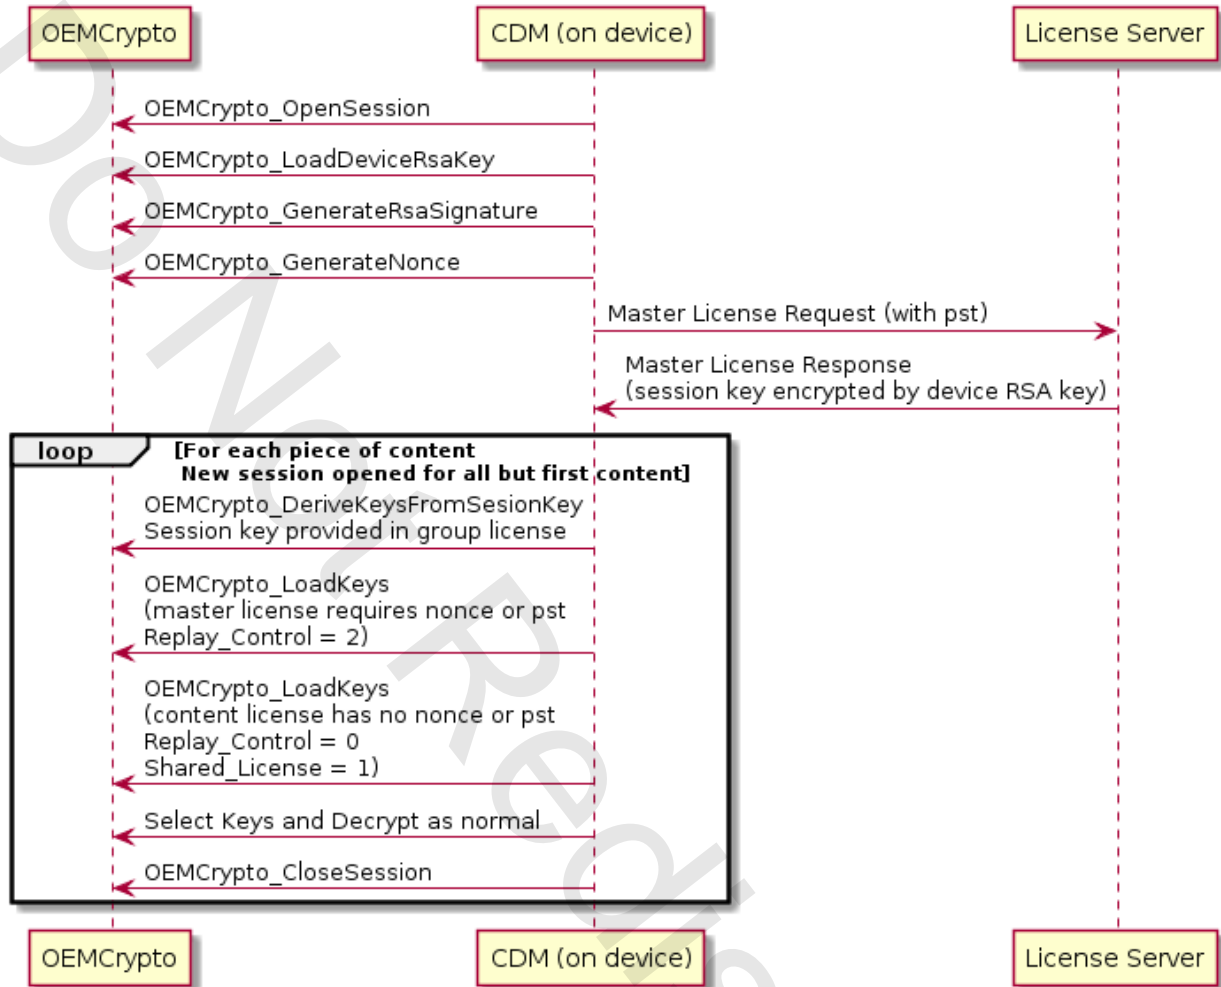 OEMCrypto
CDM (on device)
License Server
OEMCrypto_OpenSession
OEMCrypto_LoadDeviceRsaKey
OEMCrypto_GenerateRsaSignature
OEMCrypto_GenerateNonce
Master License Request (with pst)
Master License Response
(session key encrypted by device RSA key)
loop
[For each piece of content
New session opened for all but first content]
OEMCrypto_DeriveKeysFromSesionKey
Session key provided in group license
OEMCrypto_LoadKeys
(master license requires nonce or pst
Replay_Control = 2)
OEMCrypto_LoadKeys
(content license has no nonce or pst
Replay_Control = 0
Shared_License = 1)
Select Keys and Decrypt as normal
OEMCrypto_CloseSession
OEMCrypto
CDM (on device)
License Server
Do Not Redis